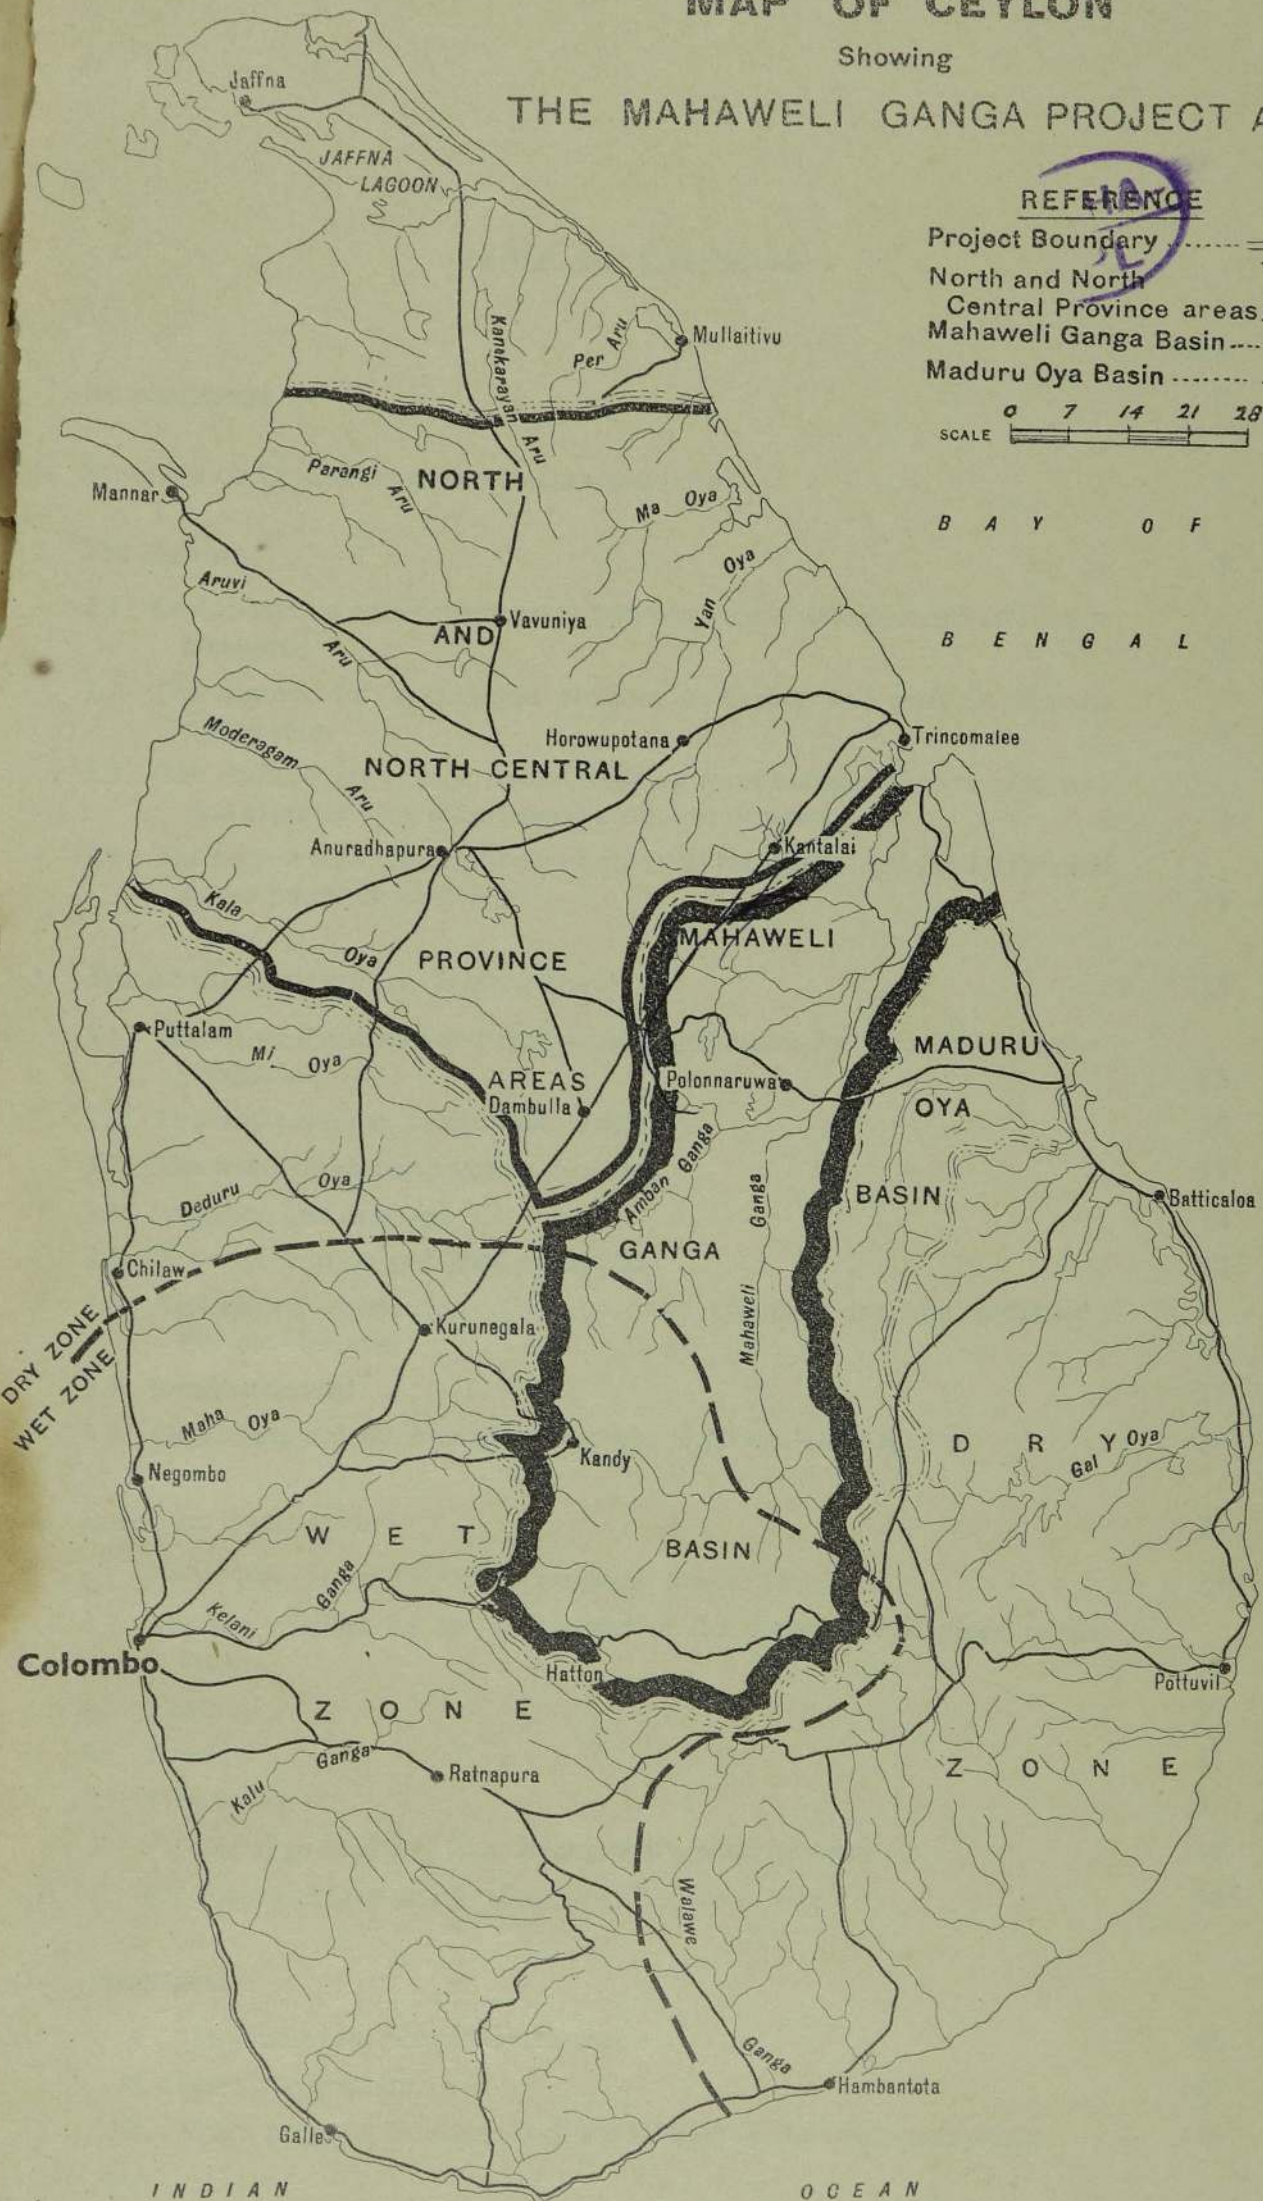 MAP OF CEYLON
Showing
THE MAHAWELI GANGA PROJECT
REFERENCE
Project Boundary
North and North
Central Province areas
Mahaweli Ganga Basin
Maduru Oya Basin
0 7 14 21 28
SCALE
Jaffna
JAFFNA
LAGOON
Kanakarayan Aru
Per Aru
Mullaitivu
Parangi Aru
NORTH
Mannar
Ma Oya
BAY OF
Yan Oya
Aruvi Aru
Vavuniya
AND
BENGAL
Moderagam Aru
Horowupotana
Trincomalee
NORTH CENTRAL
Anuradhapura
Kantalai
Kala Oya
PROVINCE
MAHAWELI
Puttalam
Mi Oya
MADURU
AREAS
Polonnaruwa
Dambulla
OYA
Amban Ganga
Deduru Oya
Mahaweli Ganga
BASIN
Batticaloa
GANGA
Chilaw
DRY ZONE
WET ZONE
Kurunegala
Maha Oya
Kandy
DRY
Gal Oya
Negombo
WET
BASIN
Kelani Ganga
Colombo
Hatton
Pottuvil
ZONE
Kalu Ganga
Ratnapura
ZONE
Walawe Ganga
Hambantota
Galle
INDIAN OCEAN